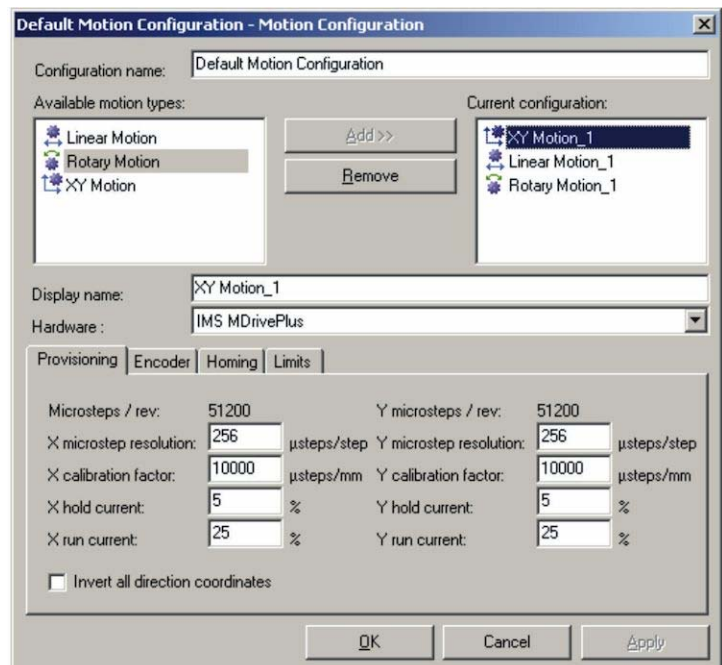 Default Motion Configuration - Motion Configuration
Configuration name: Default Motion Configuration
Available motion types:
Linear Motion
Rotary Motion
XY Motion
Add >>
Remove
Current configuration:
XY Motion_1
Linear Motion_1
Rotary Motion_1
Display name: XY Motion_1
Hardware : IMS MDrivePlus
Provisioning Encoder Homing Limits
Microsteps / rev: 51200 Y microsteps / rev: 51200
X microstep resolution: 256 µsteps/step Y microstep resolution: 256 µsteps/step
X calibration factor: 10000 µsteps/mm Y calibration factor: 10000 µsteps/mm
X hold current: 5 % Y hold current: 5 %
X run current: 25 % Y run current: 25 %
Invert all direction coordinates
OK Cancel Apply